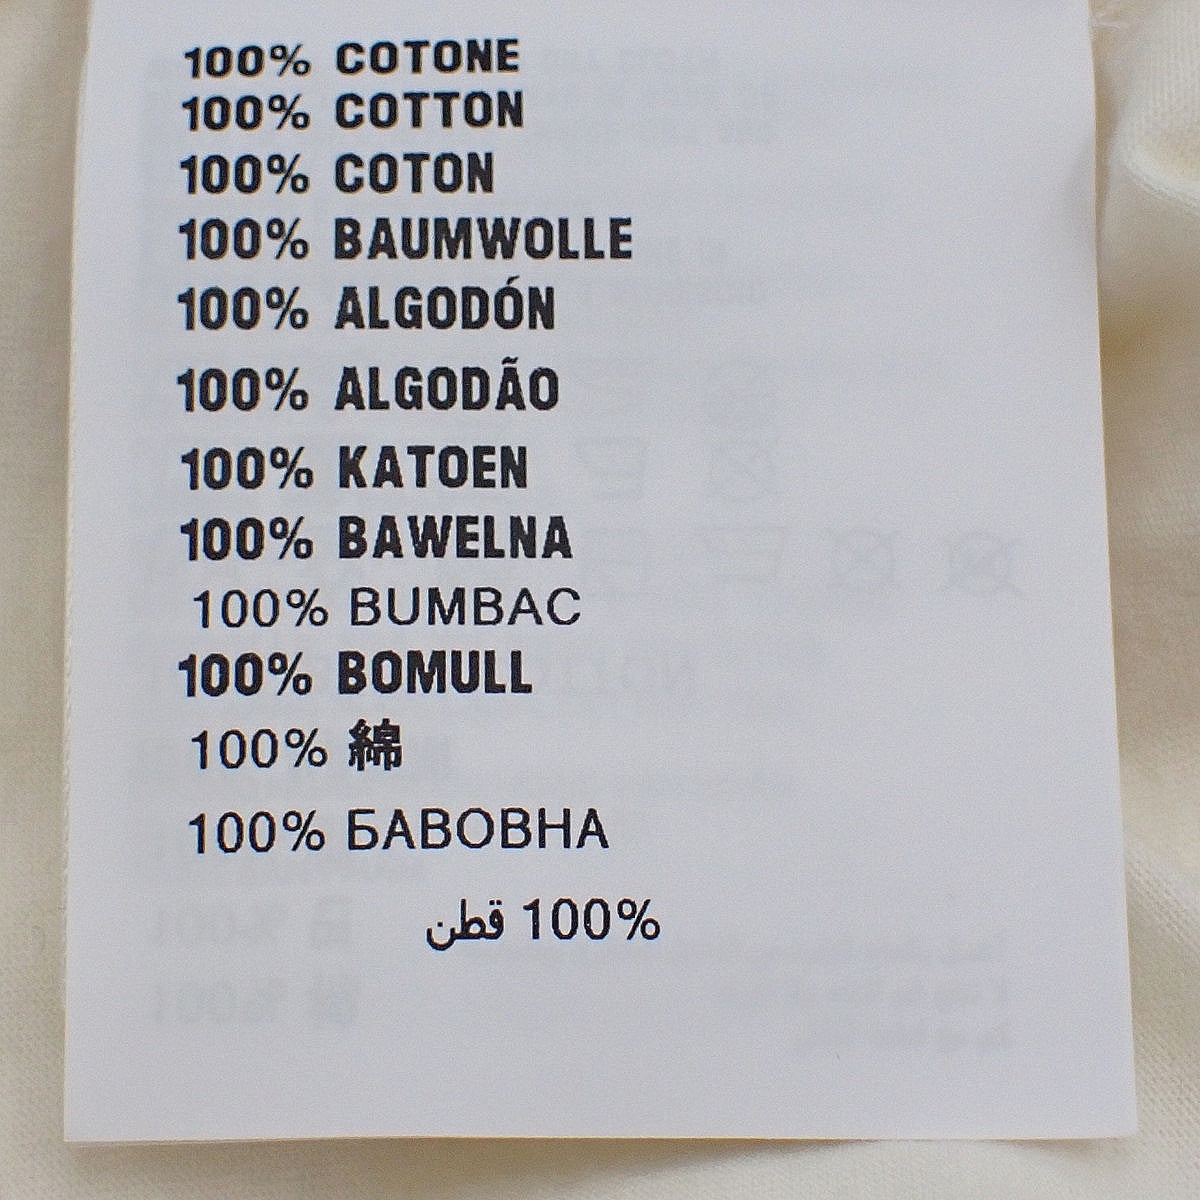 100% COTONE
100% COTTON
100% COTON
100% BAUMWOLLE
100% ALGODÓN
100% ALGODÃO
100% KATOEN
100% BAWELNA
100% BUMBAC
100% BOMULL
100% 綿
100% БАВОВНА
100% قطن